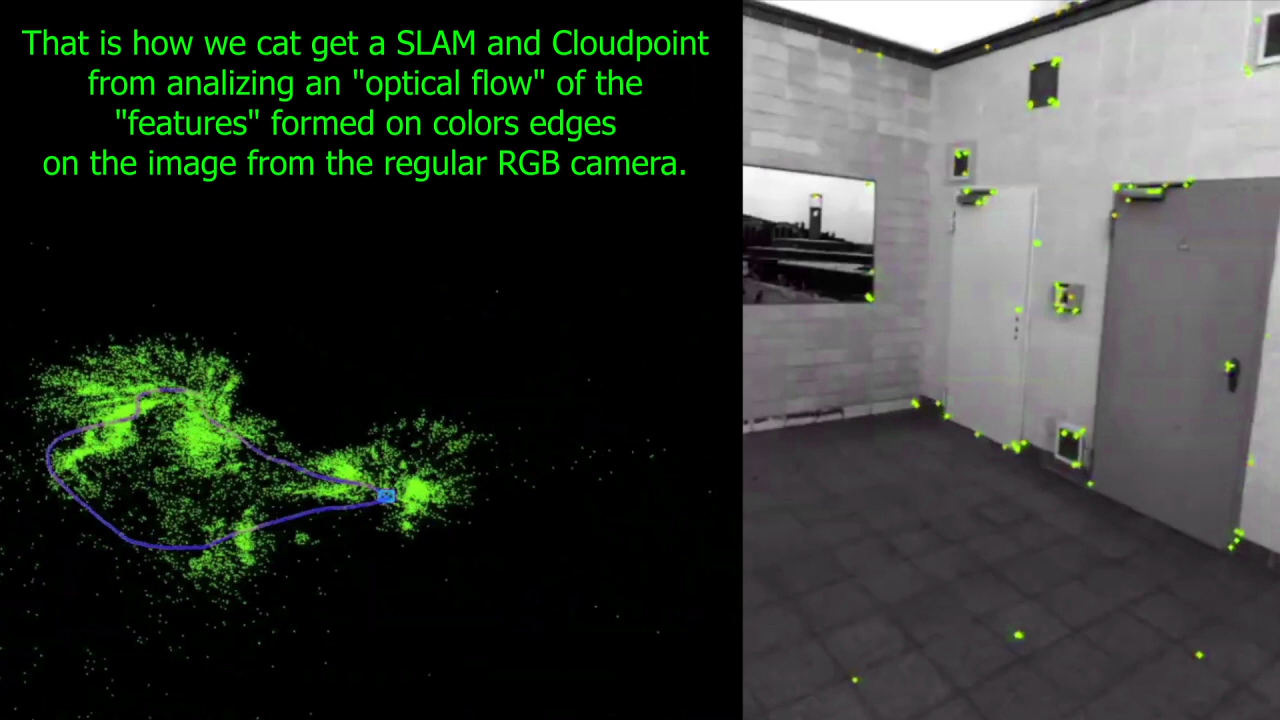 That is how we cat get a SLAM and Cloudpoint
from analizing an "optical flow" of the
"features" formed on colors edges
on the image from the regular RGB camera.